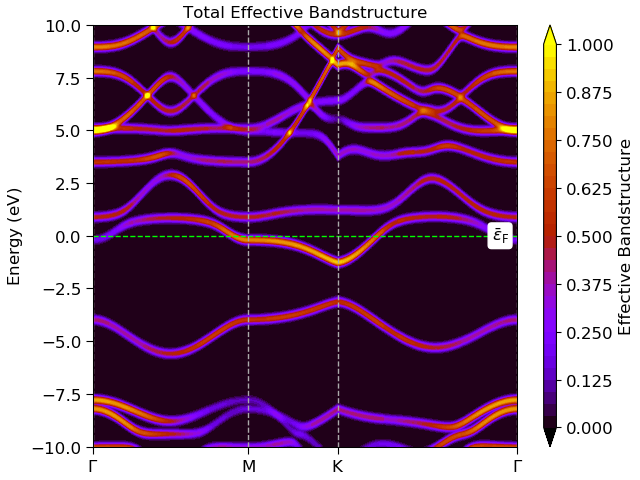 Total Effective Bandstructure
Energy (eV)
10.0
7.5
5.0
2.5
0.0
−2.5
−5.0
−7.5
−10.0
Γ
M
K
Γ
ε̄F
1.000
0.875
0.750
0.625
0.500
0.375
0.250
0.125
0.000
Effective Bandstructure